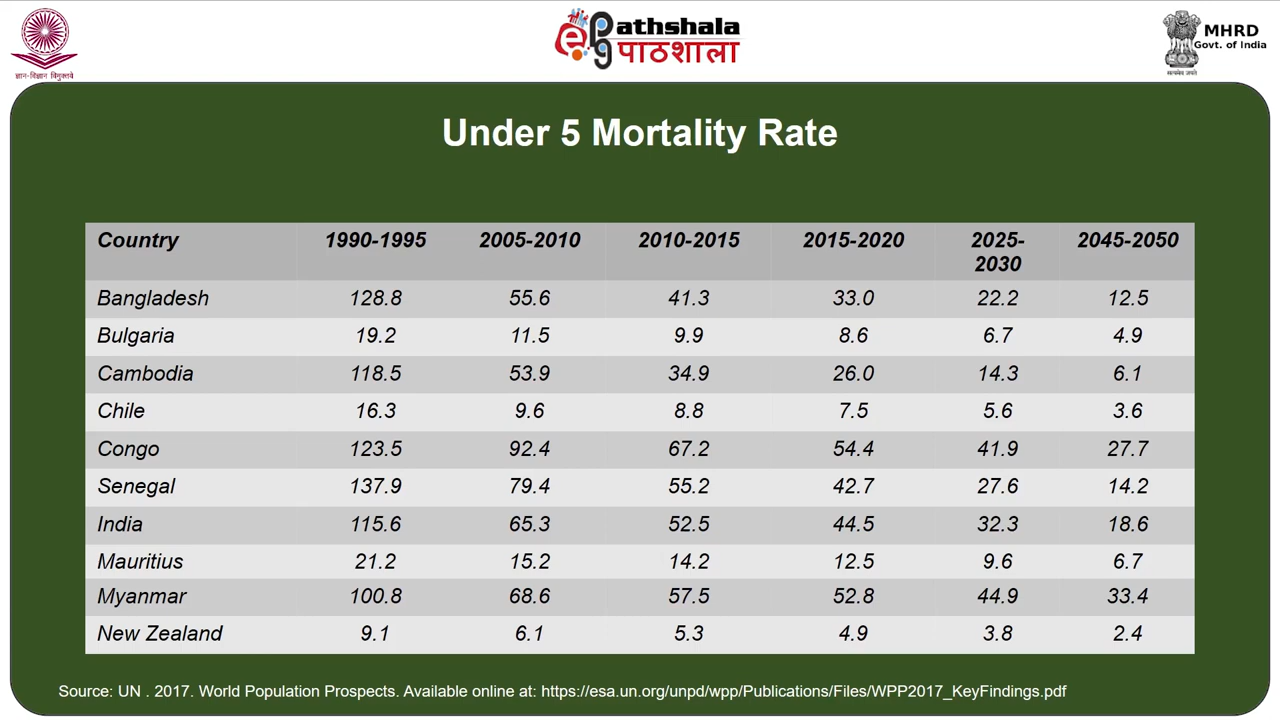 ज्ञान-विज्ञान विमुक्तये
ePathshala
पाठशाला
MHRD
Govt. of India
सत्यमेव जयते
Under 5 Mortality Rate
Country 1990-1995 2005-2010 2010-2015 2015-2020 2025-2030 2045-2050
Bangladesh 128.8 55.6 41.3 33.0 22.2 12.5
Bulgaria 19.2 11.5 9.9 8.6 6.7 4.9
Cambodia 118.5 53.9 34.9 26.0 14.3 6.1
Chile 16.3 9.6 8.8 7.5 5.6 3.6
Congo 123.5 92.4 67.2 54.4 41.9 27.7
Senegal 137.9 79.4 55.2 42.7 27.6 14.2
India 115.6 65.3 52.5 44.5 32.3 18.6
Mauritius 21.2 15.2 14.2 12.5 9.6 6.7
Myanmar 100.8 68.6 57.5 52.8 44.9 33.4
New Zealand 9.1 6.1 5.3 4.9 3.8 2.4
Source: UN . 2017. World Population Prospects. Available online at: https://esa.un.org/unpd/wpp/Publications/Files/WPP2017_KeyFindings.pdf